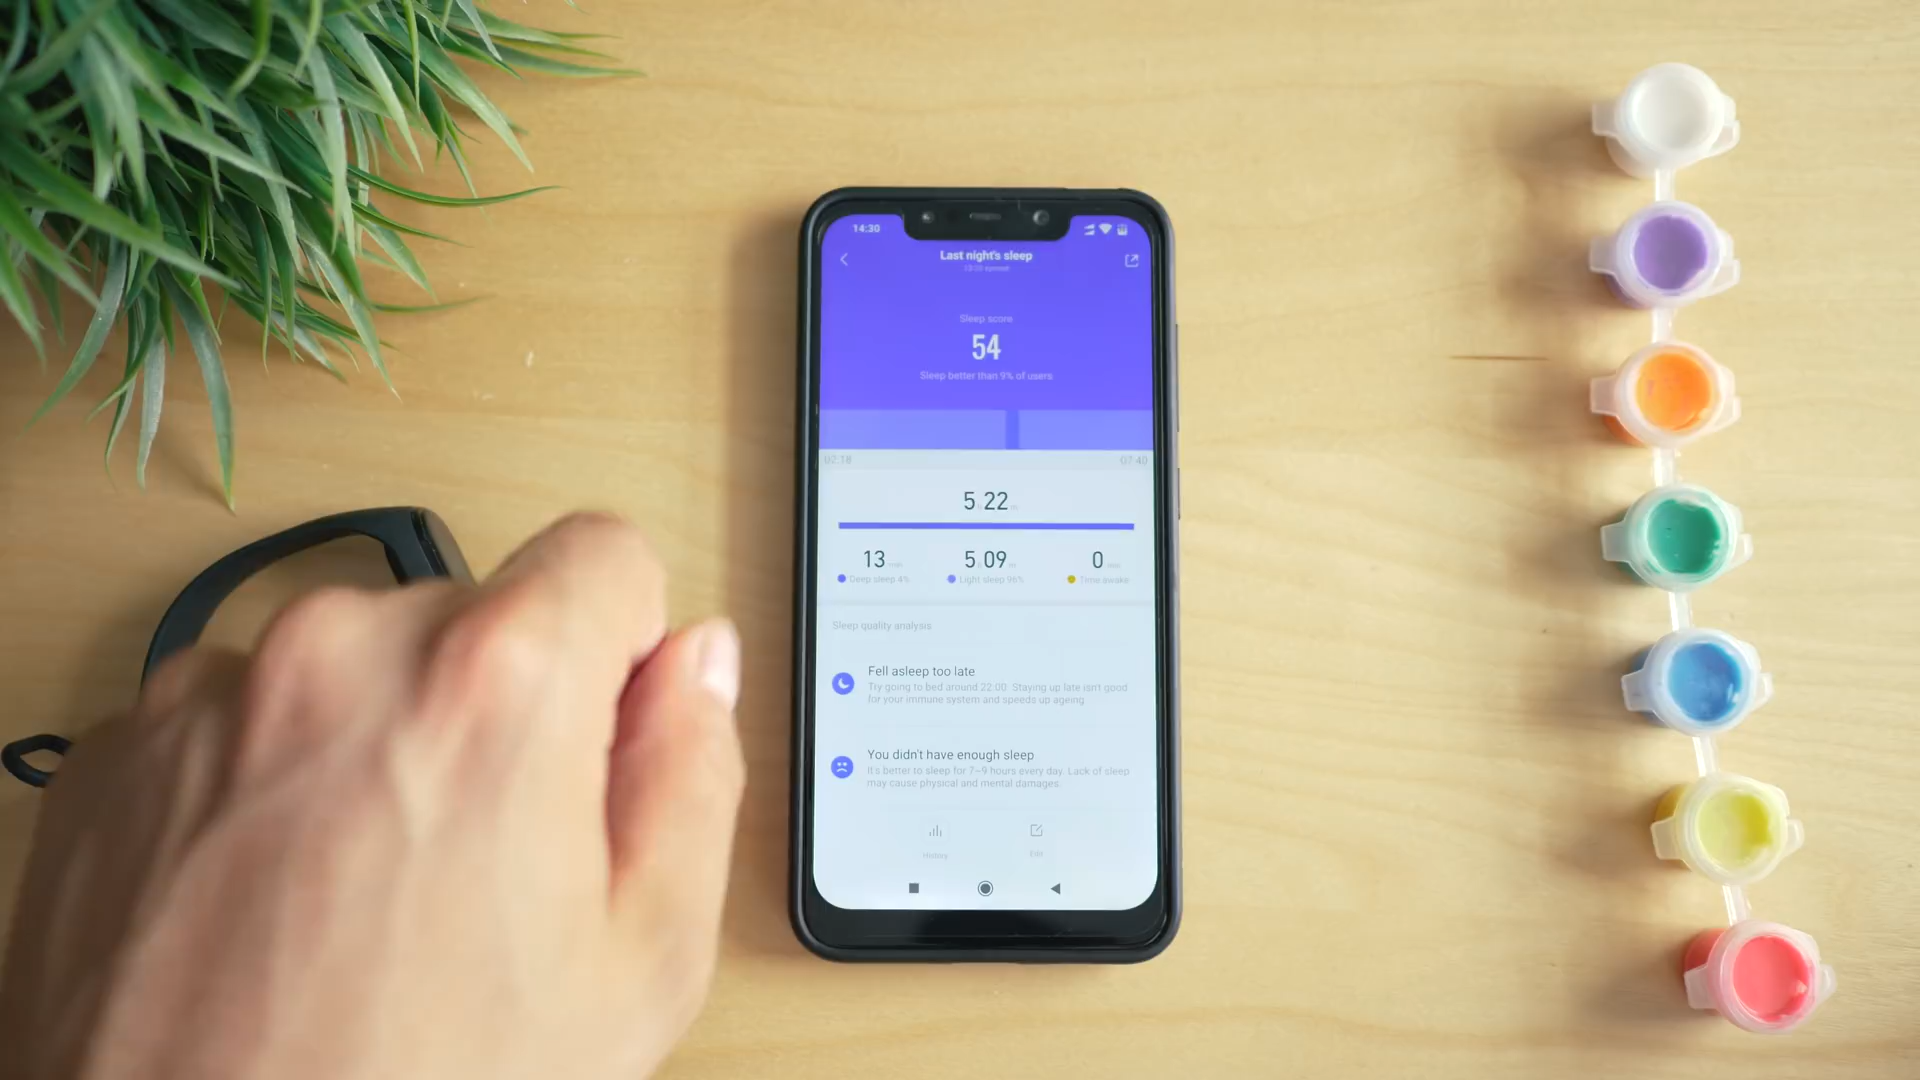 14:30
Last night's sleep
Sleep score
54
Sleep better than 9% of users
02:18 07:40
5 22
13 5 09 0
Deep sleep 4% Light sleep 96% Time awake
Sleep quality analysis
Fell asleep too late
Try going to bed around 22:00. Staying up late isn't good
for your immune system and speeds up ageing
You didn't have enough sleep
It's better to sleep for 7–9 hours every day. Lack of sleep
may cause physical and mental damages.
History Edit